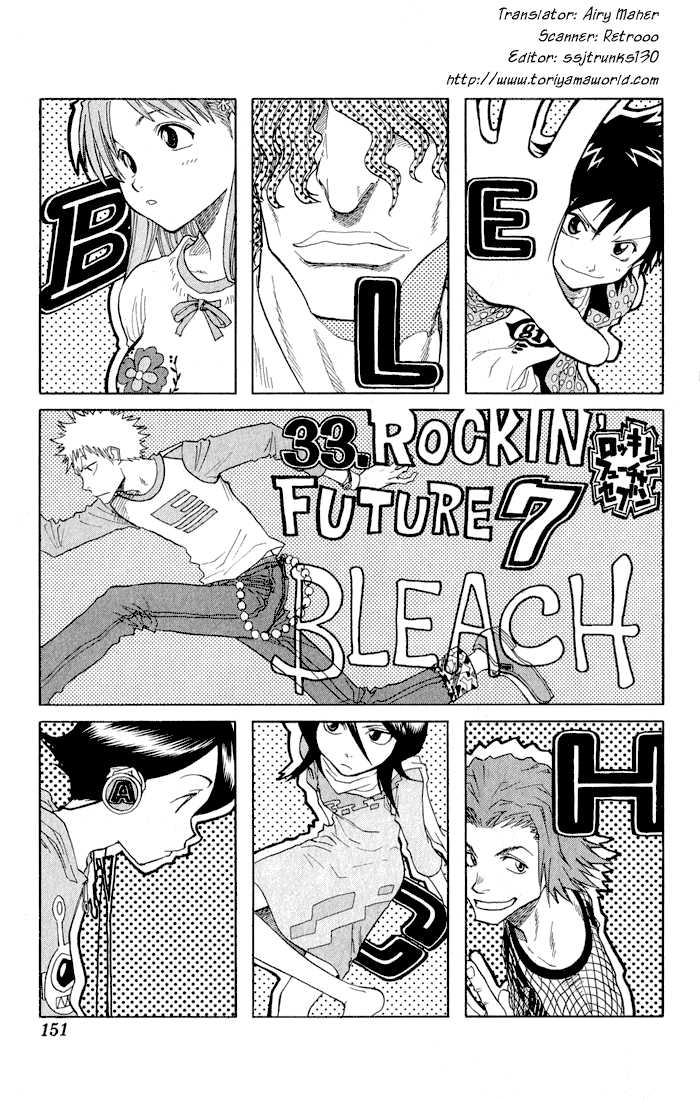 Translator: Airy Maher
Scanner: Retrooo
Editor: ssjtrunks130
http://www.toriyamaworld.com
B
L
E
33. ROCKIN'
FUTURE 7
ロッキン
フューチャー
セブン
BLEACH
A
C
H
151